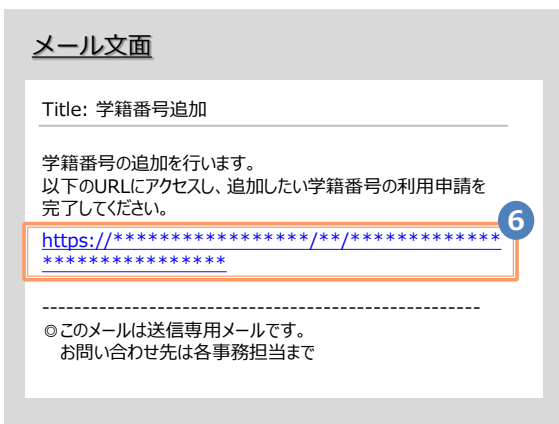 メール文面
Title: 学籍番号追加
学籍番号の追加を行います。
以下のURLにアクセスし、追加したい学籍番号の利用申請を
完了してください。
6
https://*****************/**/*************
****************
------------------------------------------------------
◎このメールは送信専用メールです。
お問い合わせ先は各事務担当まで